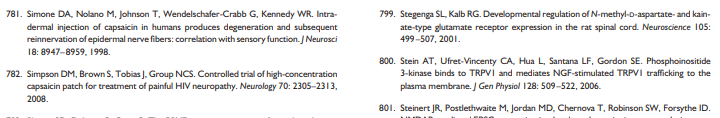 781. Simone DA, Nolano M, Johnson T, Wendelschafer-Crabb G, Kennedy WR. Intra-
dermal injection of capsaicin in humans produces degeneration and subsequent
reinnervation of epidermal nerve fibers: correlation with sensory function. J Neurosci
18: 8947–8959, 1998.
782. Simpson DM, Brown S, Tobias J, Group NCS. Controlled trial of high-concentration
capsaicin patch for treatment of painful HIV neuropathy. Neurology 70: 2305–2313,
2008.
799. Stegenga SL, Kalb RG. Developmental regulation of N-methyl-D-aspartate- and kain-
ate-type glutamate receptor expression in the rat spinal cord. Neuroscience 105:
499–507, 2001.
800. Stein AT, Ufret-Vincenty CA, Hua L, Santana LF, Gordon SE. Phosphoinositide
3-kinase binds to TRPV1 and mediates NGF-stimulated TRPV1 trafficking to the
plasma membrane. J Gen Physiol 128: 509–522, 2006.
801. Steinert JR, Postlethwaite M, Jordan MD, Chernova T, Robinson SW, Forsythe ID.